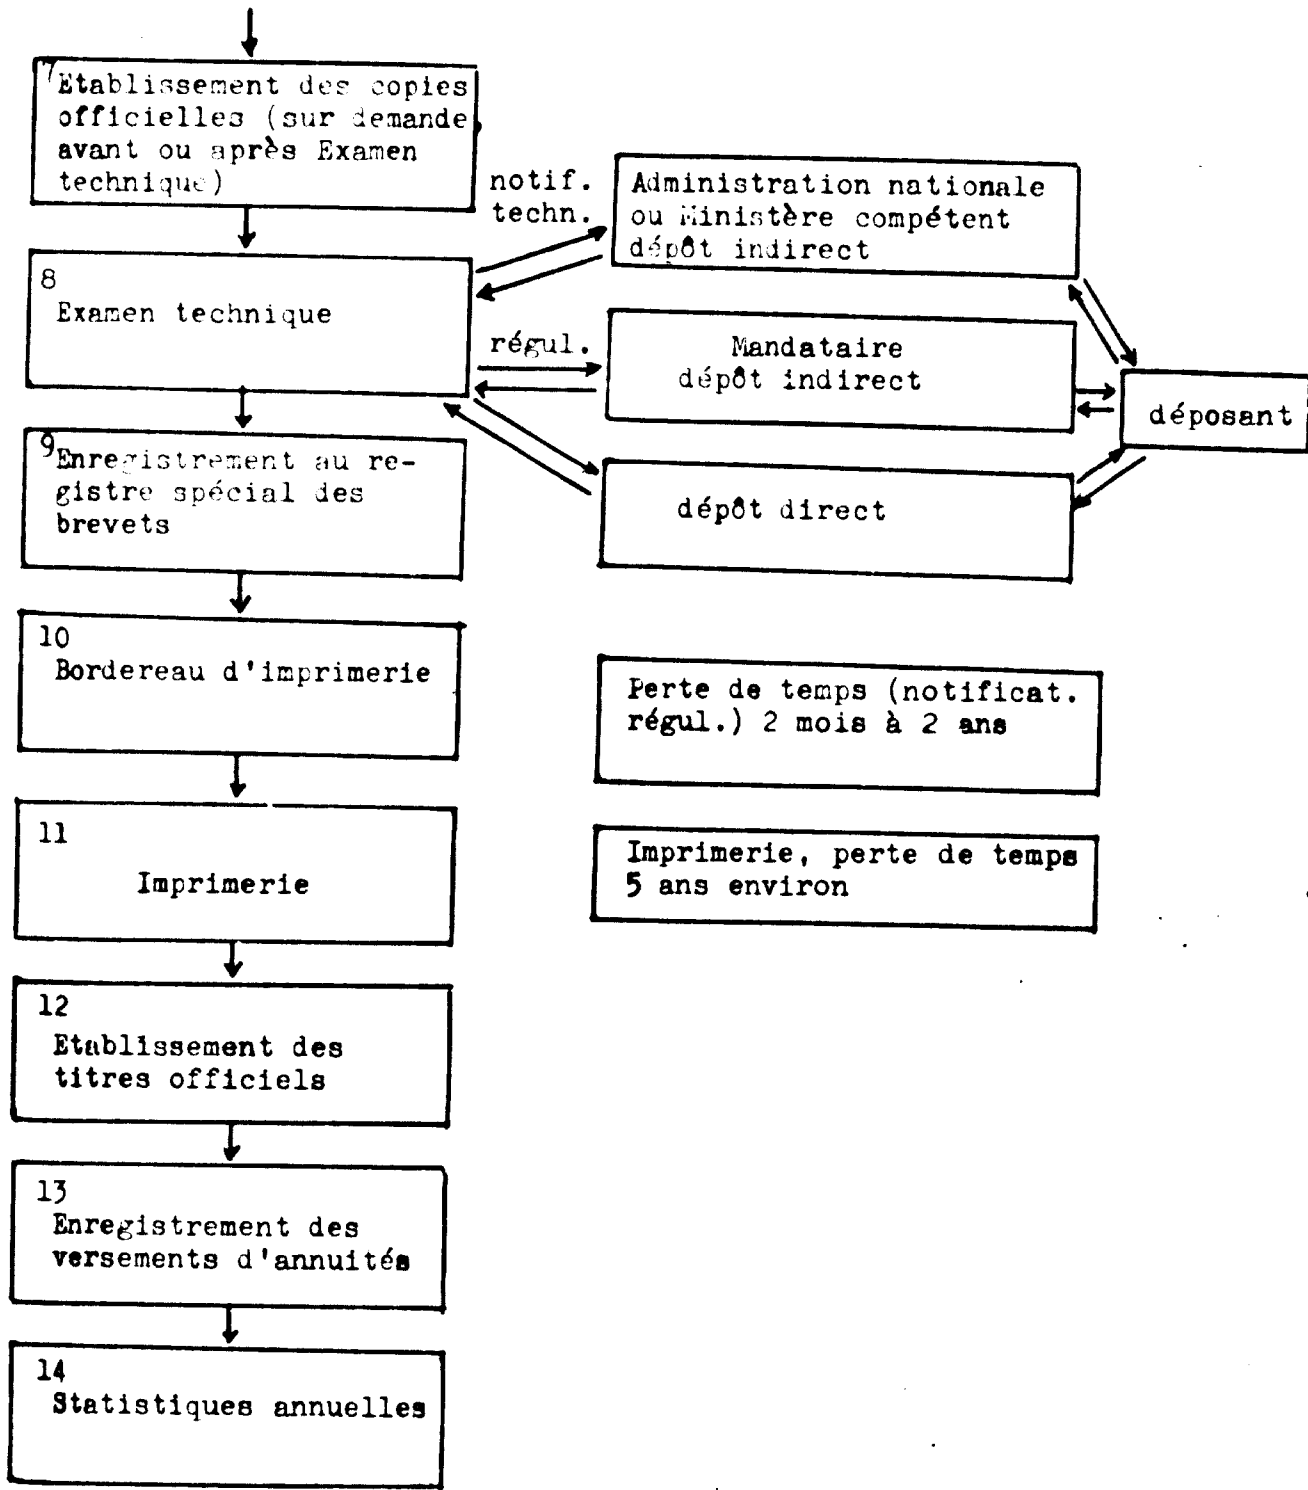 7
Etablissement des copies
officielles (sur demande,
avant ou après Examen
technique)
notif.
techn.
Administration nationale
ou Ministère compétent
dépôt indirect
8
Examen technique
régul.
Mandataire
dépôt indirect
déposant
9
Enregistrement au re-
gistre spécial des
brevets
dépôt direct
10
Bordereau d'imprimerie
Perte de temps (notificat.
régul.) 2 mois à 2 ans
11
Imprimerie
Imprimerie, perte de temps
5 ans environ
12
Etablissement des
titres officiels
13
Enregistrement des
versements d'annuités
14
Statistiques annuelles